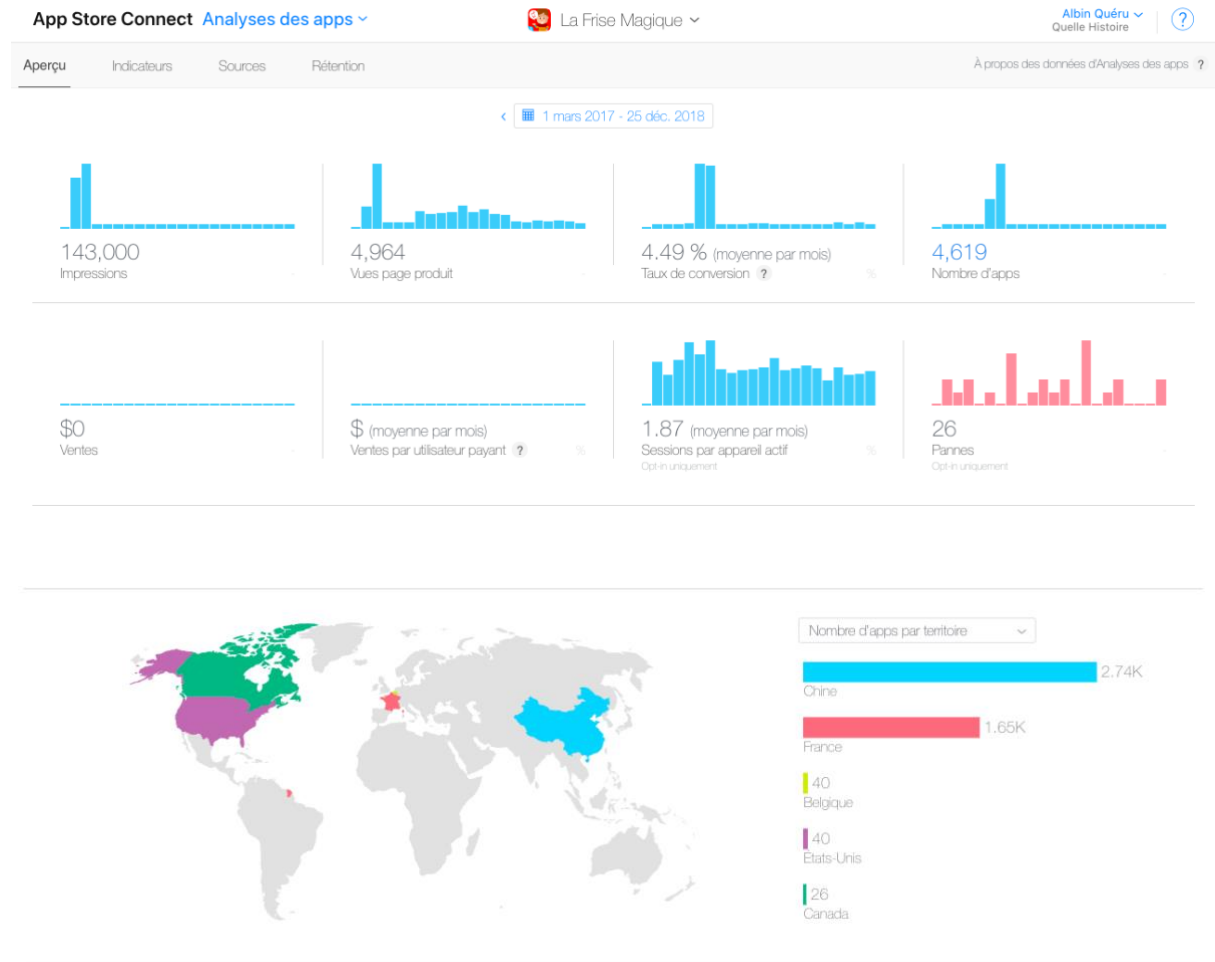 App Store Connect Analyses des apps La Frise Magique Albin Quéru
Quelle Histoire ?
Aperçu Indicateurs Sources Rétention À propos des données d'Analyses des apps ?
1 mars 2017 - 25 déc. 2018
143,000 4,964 4.49 % (moyenne par mois) 4,619
Impressions - Vues page produit - Taux de conversion ? % Nombre d'apps -
$0 $ (moyenne par mois) 1.87 (moyenne par mois) 26
Ventes - Ventes par utilisateur payant ? % Sessions par appareil actif % Pannes -
Opt-in uniquement Opt-in uniquement
Nombre d'apps par territoire
2.74K
Chine
1.65K
France
40
Belgique
40
États-Unis
26
Canada